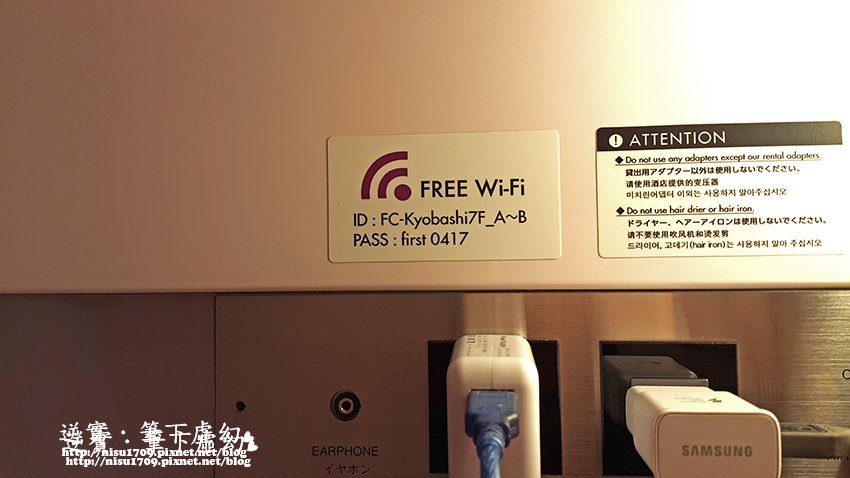 FREE Wi-Fi
ID : FC-Kyobashi7F_A~B
PASS : first 0417
ATTENTION
◆ Do not use any adapters except our rental adapters.
貸出用アダプター以外は使用しないでください。
请使用酒店提供的变压器
이치린어댑터 이외는 사용하지 말아주십시오
◆ Do not use hair drier or hair iron.
ドライヤー、ヘアーアイロンは使用しないでください。
请不要使用吹风机和烫发剪
드라이어, 고데기(hair iron)는 사용하지 말아 주십시오
EARPHONE
イヤホン
SAMSUNG
逆寶:筆下虛幻
http://nisu1709.pixnet.net/blog
http://nisu1709.pixnet.net/blog